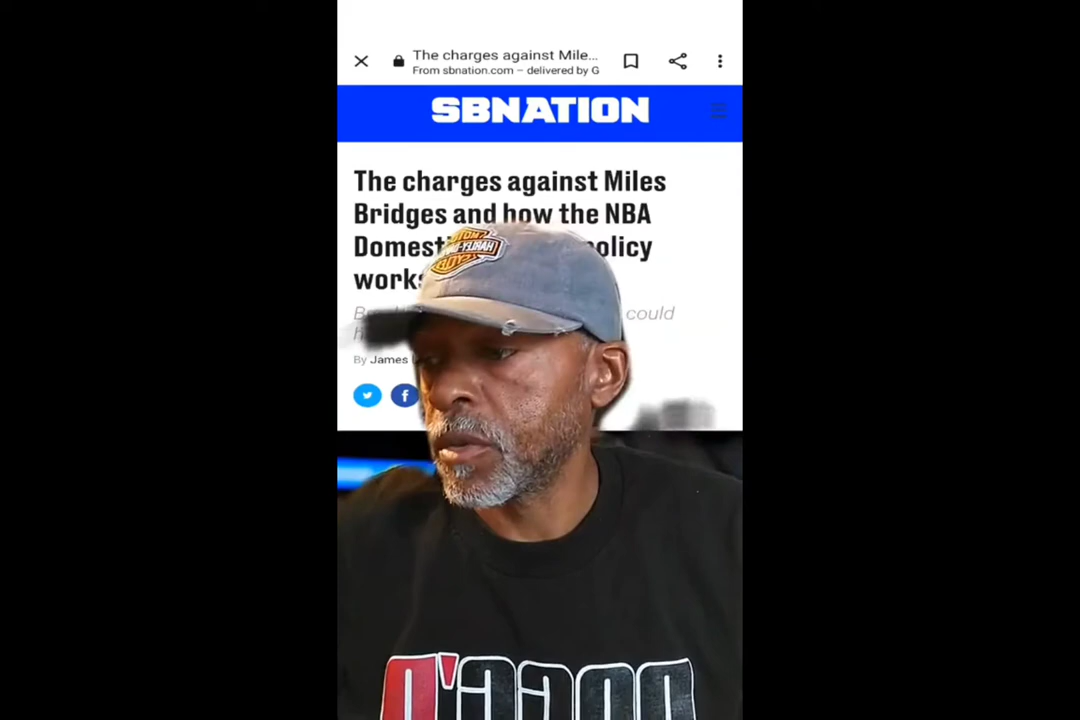 The charges against Mile...
From sbnation.com – delivered by G
SBNATION
The charges against Miles
Bridges and how the NBA
Domesti policy
works
could
By James